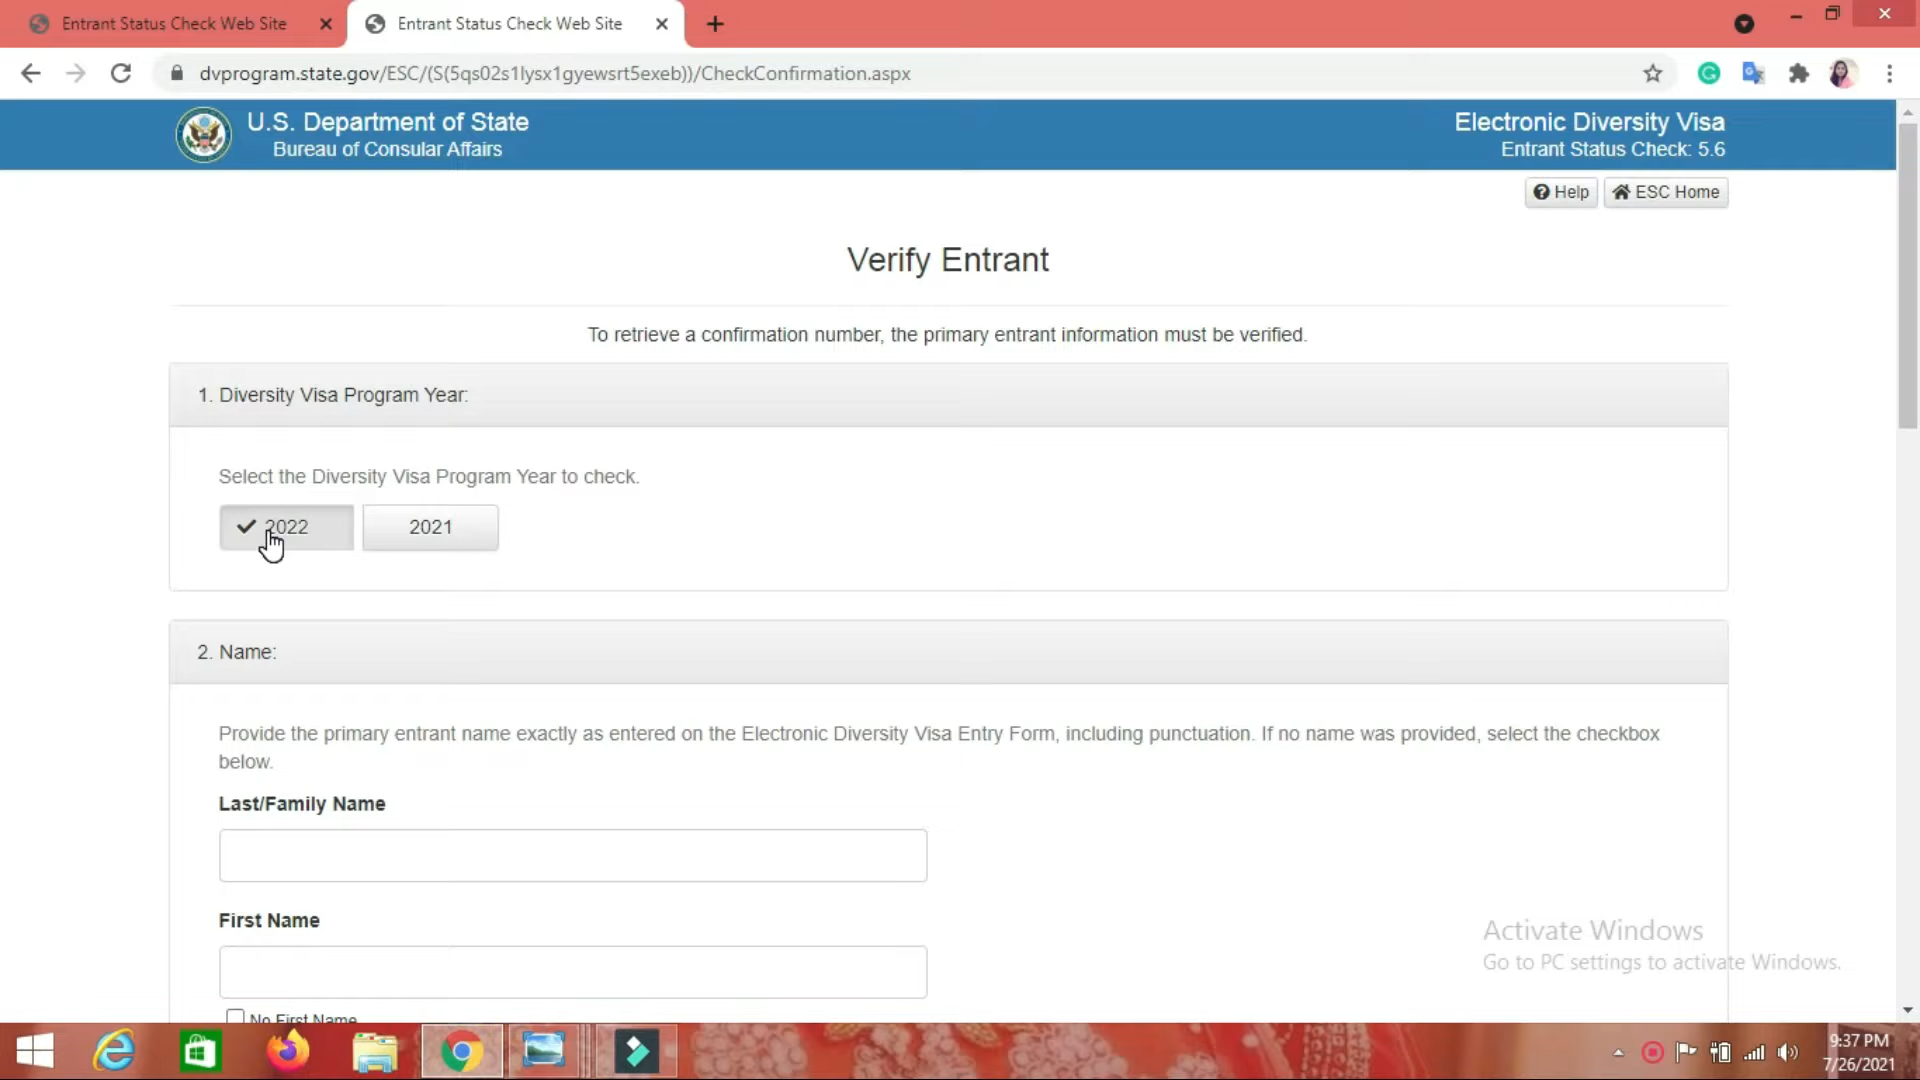 Entrant Status Check Web Site
Entrant Status Check Web Site
dvprogram.state.gov/ESC/(S(5qs02s1lysx1gyewsrt5exeb))/CheckConfirmation.aspx
U.S. Department of State
Bureau of Consular Affairs
Electronic Diversity Visa
Entrant Status Check: 5.6
Help
ESC Home
Verify Entrant
To retrieve a confirmation number, the primary entrant information must be verified.
1. Diversity Visa Program Year:
Select the Diversity Visa Program Year to check.
2022
2021
2. Name:
Provide the primary entrant name exactly as entered on the Electronic Diversity Visa Entry Form, including punctuation. If no name was provided, select the checkbox
below.
Last/Family Name
First Name
No First Name
Activate Windows
Go to PC settings to activate Windows.
9:37 PM
7/26/2021